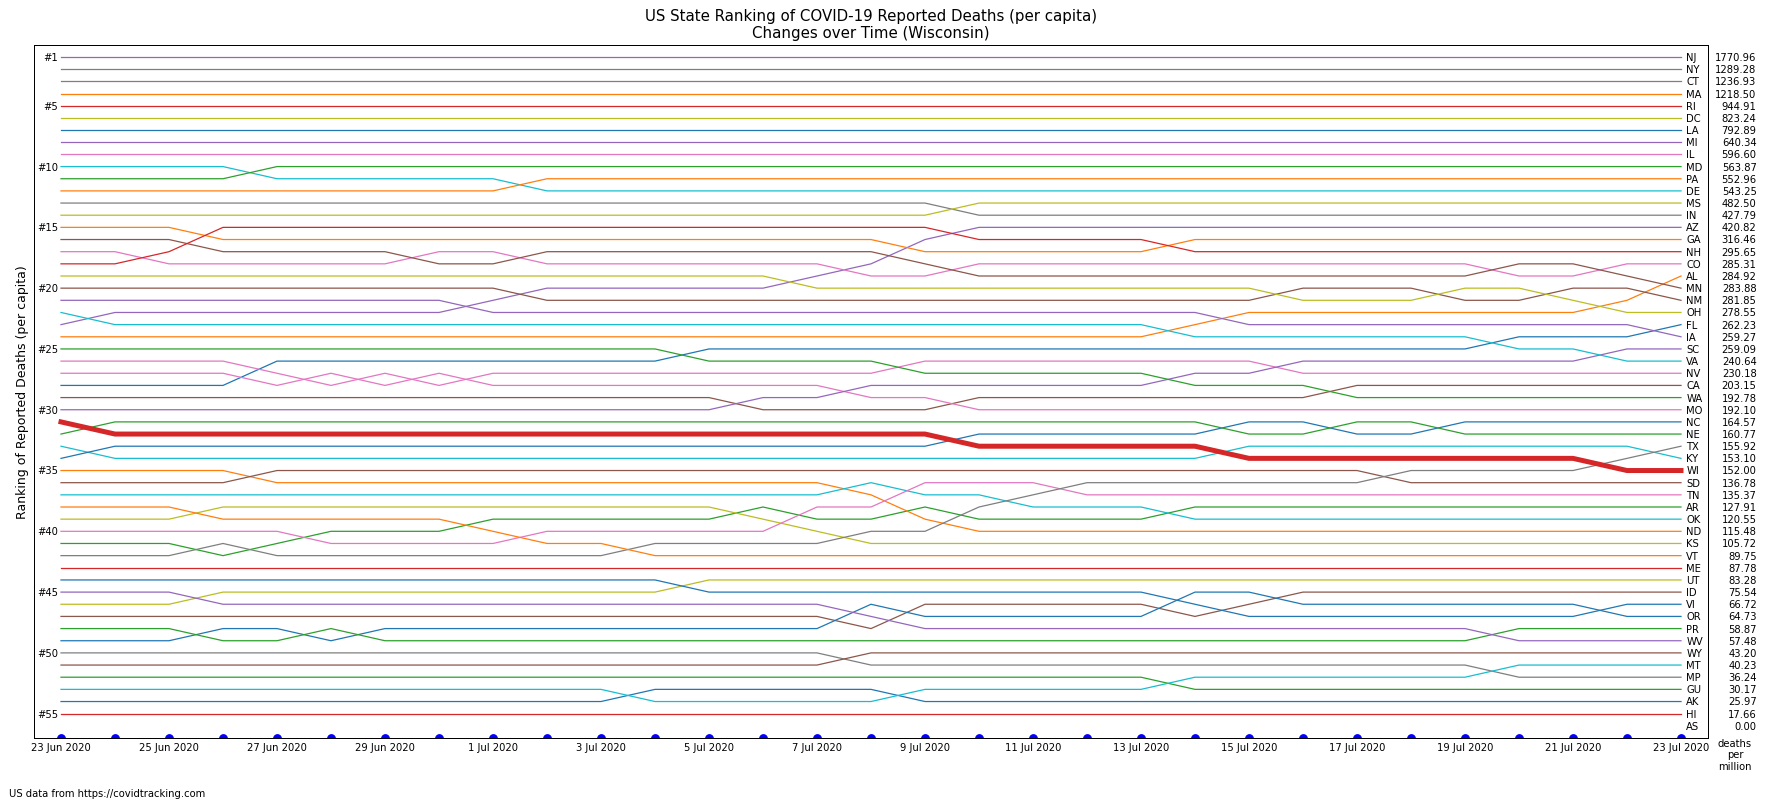 US State Ranking of COVID-19 Reported Deaths (per capita)
Changes over Time (Wisconsin)
Ranking of Reported Deaths (per capita)
#1
#5
#10
#15
#20
#25
#30
#35
#40
#45
#50
#55
NJ 1770.96
NY 1289.28
CT 1236.93
MA 1218.50
RI 944.91
DC 823.24
LA 792.89
MI 640.34
IL 596.60
MD 563.87
PA 552.96
DE 543.25
MS 482.50
IN 427.79
AZ 420.82
GA 316.46
NH 295.65
CO 285.31
AL 284.92
MN 283.88
NM 281.85
OH 278.55
FL 262.23
IA 259.27
SC 259.09
VA 240.64
NV 230.18
CA 203.15
WA 192.78
MO 192.10
NC 164.57
NE 160.77
TX 155.92
KY 153.10
WI 152.00
SD 136.78
TN 135.37
AR 127.91
OK 120.55
ND 115.48
KS 105.72
VT 89.75
ME 87.78
UT 83.28
ID 75.54
VI 66.72
OR 64.73
PR 58.87
WV 57.48
WY 43.20
MT 40.23
MP 36.24
GU 30.17
AK 25.97
HI 17.66
AS 0.00
23 Jun 2020 25 Jun 2020 27 Jun 2020 29 Jun 2020 1 Jul 2020 3 Jul 2020 5 Jul 2020 7 Jul 2020 9 Jul 2020 11 Jul 2020 13 Jul 2020 15 Jul 2020 17 Jul 2020 19 Jul 2020 21 Jul 2020 23 Jul 2020
deaths
per
million
US data from https://covidtracking.com